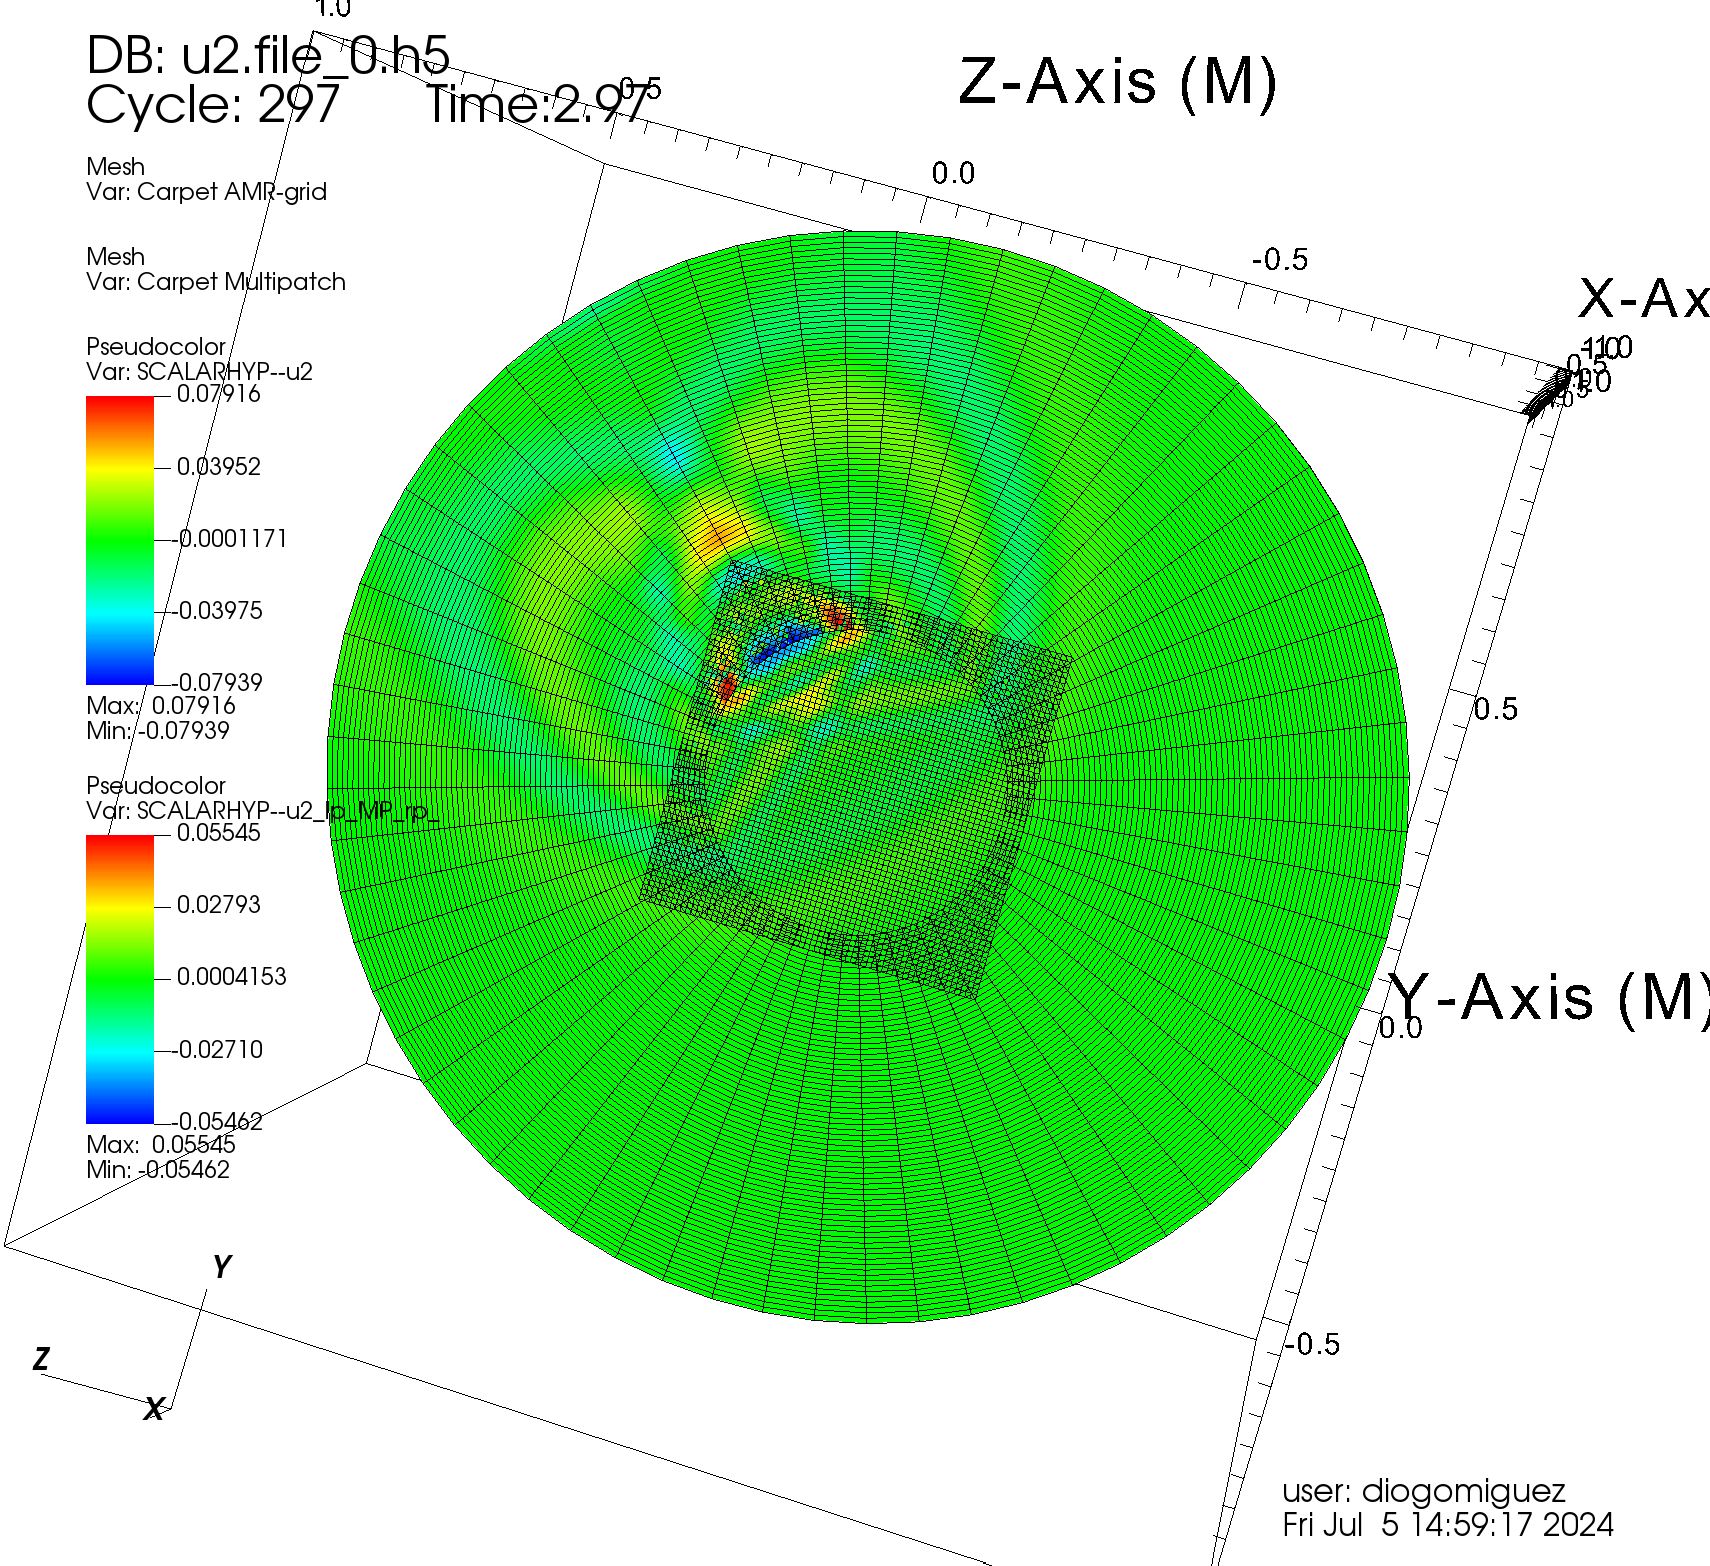 1.0
DB: u2.file_0.h5
Cycle: 297 Time:2.97
0.5
Z-Axis (M)
Mesh
Var: Carpet AMR-grid
0.0
Mesh
Var: Carpet Multipatch
-0.5
X-Ax
Pseudocolor
Var: SCALARHYP--u2
0.07916
0.03952
-0.0001171
-0.03975
-0.07939
Max: 0.07916
Min: -0.07939
0.5
Pseudocolor
Var: SCALARHYP--u2_lp_MP_rp_
0.05545
0.02793
0.0004153
-0.02710
-0.05462
Max: 0.05545
Min: -0.05462
Y-Axis (M)
0.0
Y
Z
X
-0.5
user: diogomiguez
Fri Jul 5 14:59:17 2024